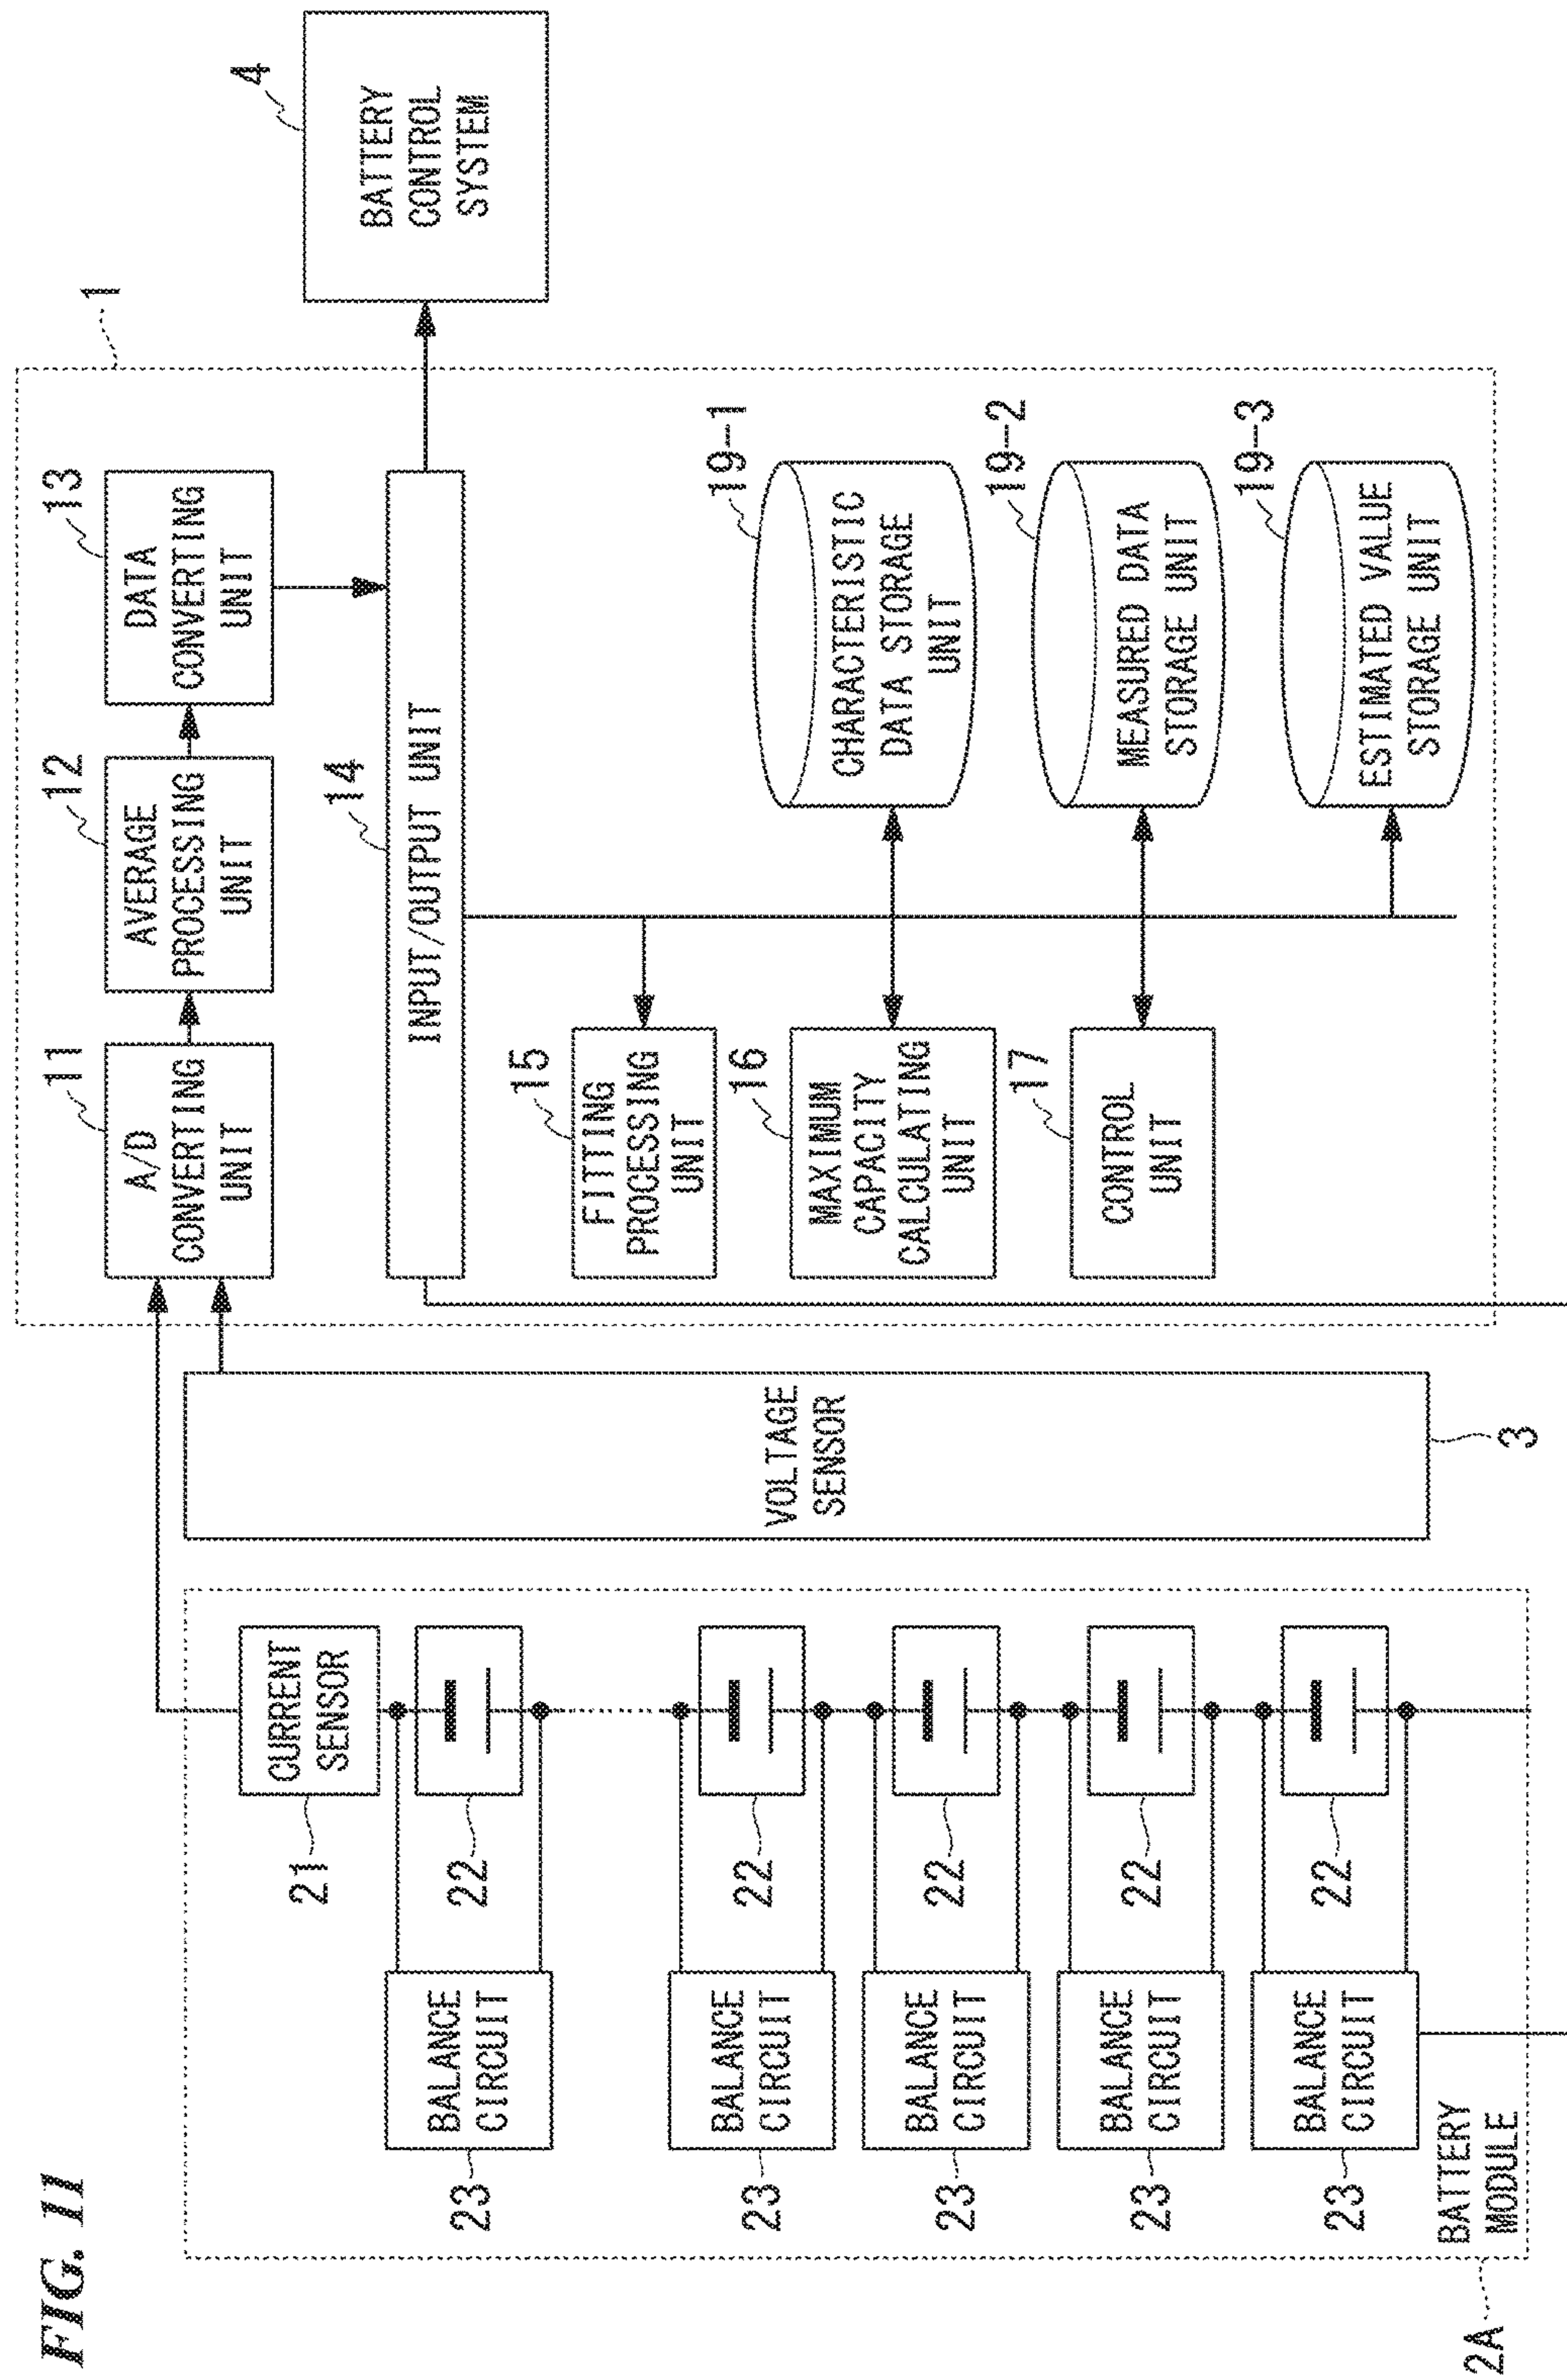 FIG. 11
2A
BATTERY
MODULE
CURRENT
SENSOR
21
22
22
22
22
22
BALANCE
CIRCUIT
23
BALANCE
CIRCUIT
23
BALANCE
CIRCUIT
23
BALANCE
CIRCUIT
23
BALANCE
CIRCUIT
23
VOLTAGE
SENSOR
3
1
11
A/D
CONVERTING
UNIT
12
AVERAGE
PROCESSING
UNIT
13
DATA
CONVERTING
UNIT
14
INPUT/OUTPUT UNIT
15
FITTING
PROCESSING
UNIT
16
MAXIMUM
CAPACITY
CALCULATING
UNIT
17
CONTROL
UNIT
19-1
CHARACTERISTIC
DATA STORAGE
UNIT
19-2
MEASURED DATA
STORAGE UNIT
19-3
ESTIMATED VALUE
STORAGE UNIT
4
BATTERY
CONTROL
SYSTEM